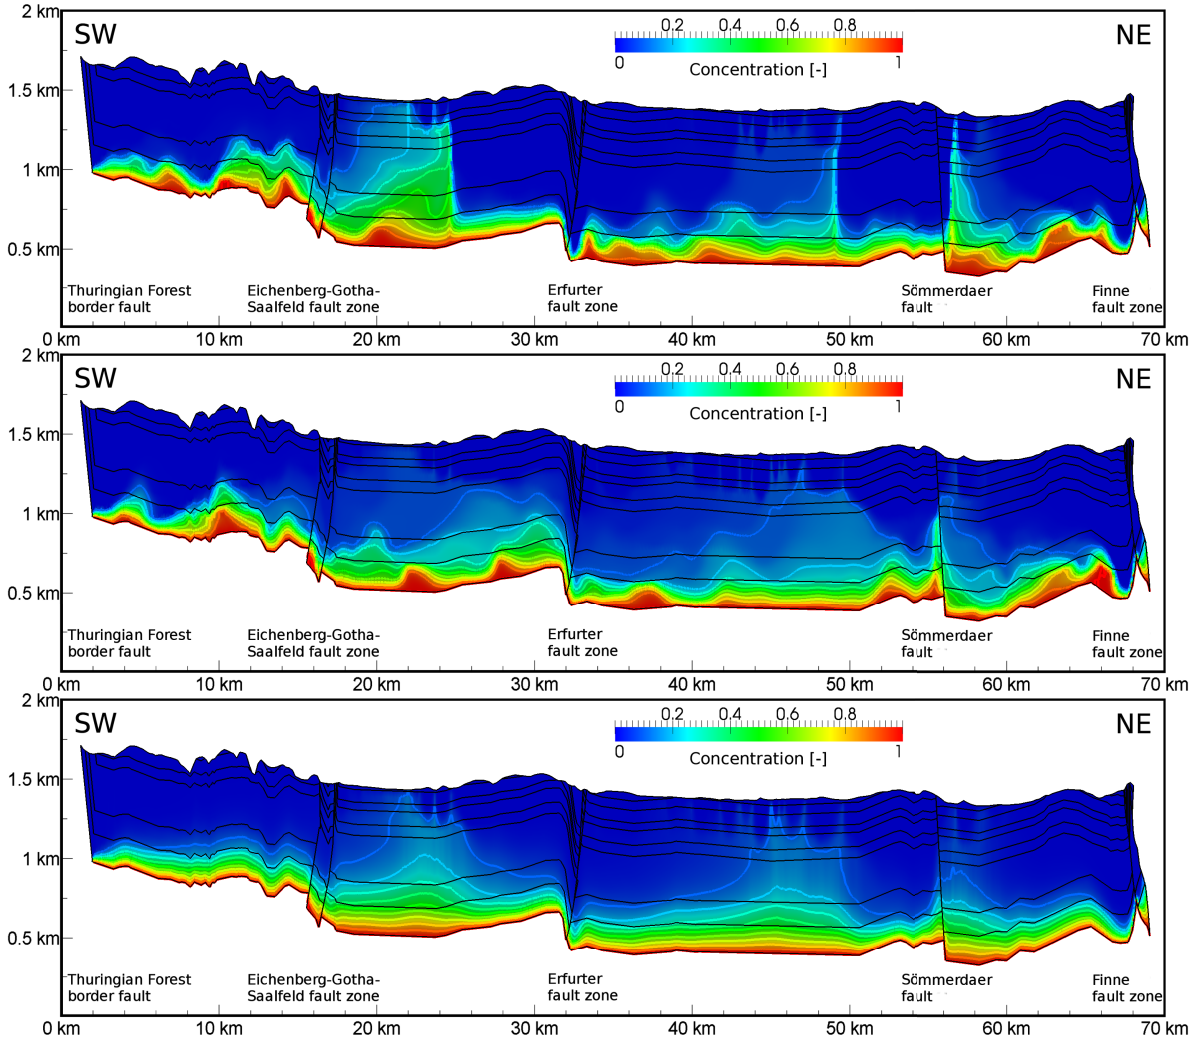 2 km
SW
NE
0.2 0.4 0.6 0.8
0 1
Concentration [-]
1.5 km
1 km
0.5 km
Thuringian Forest
border fault
Eichenberg-Gotha-
Saalfeld fault zone
Erfurter
fault zone
Sömmerdaer
fault
Finne
fault zone
0 km 10 km 20 km 30 km 40 km 50 km 60 km 70 km
2 km
SW
NE
0.2 0.4 0.6 0.8
0 1
Concentration [-]
1.5 km
1 km
0.5 km
Thuringian Forest
border fault
Eichenberg-Gotha-
Saalfeld fault zone
Erfurter
fault zone
Sömmerdaer
fault
Finne
fault zone
0 km 10 km 20 km 30 km 40 km 50 km 60 km 70 km
2 km
SW
NE
0.2 0.4 0.6 0.8
0 1
Concentration [-]
1.5 km
1 km
0.5 km
Thuringian Forest
border fault
Eichenberg-Gotha-
Saalfeld fault zone
Erfurter
fault zone
Sömmerdaer
fault
Finne
fault zone
0 km 10 km 20 km 30 km 40 km 50 km 60 km 70 km